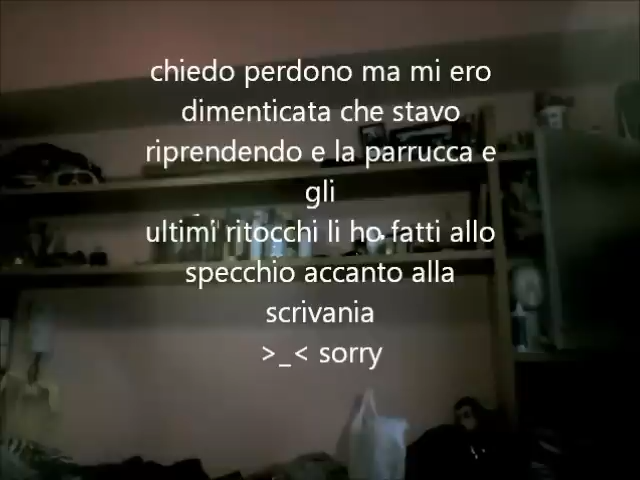 chiedo perdono ma mi ero
dimenticata che stavo
riprendendo e la parrucca e
gli
ultimi ritocchi li ho fatti allo
specchio accanto alla
scrivania
>_< sorry